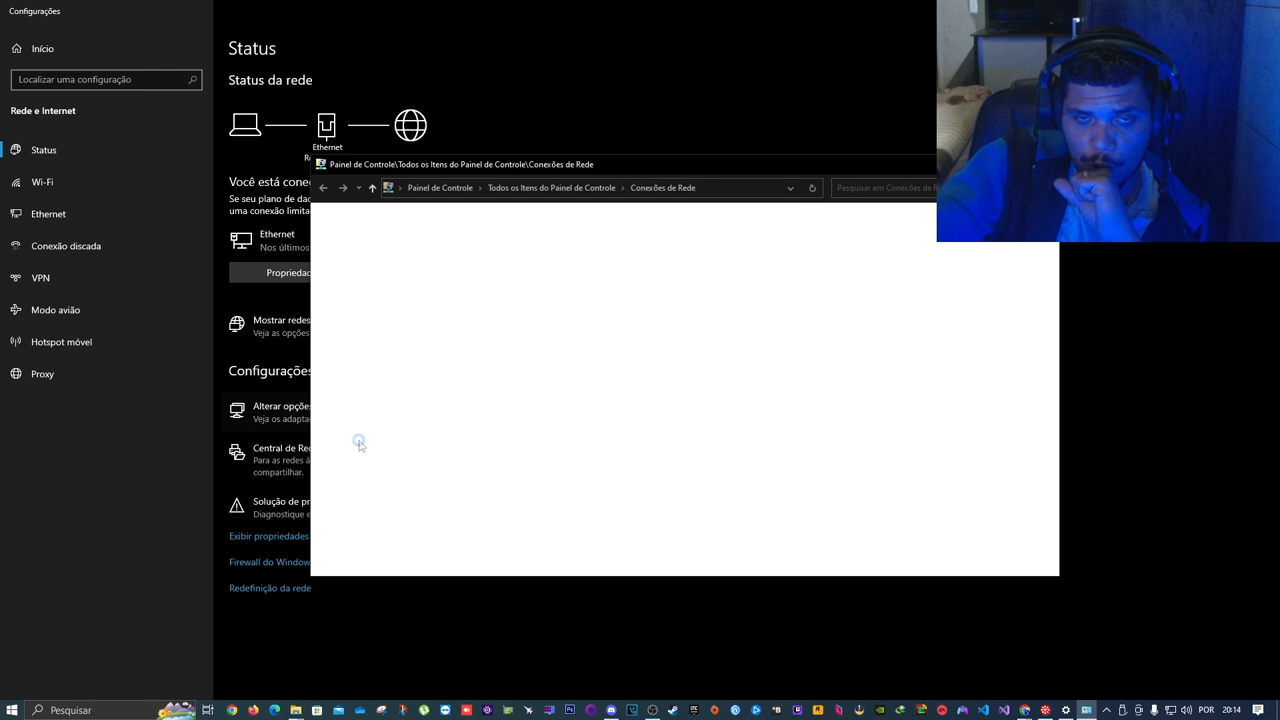 Configurações
Início
Localizar uma configuração
Rede e Internet
Status
Wi-Fi
Ethernet
Conexão discada
VPN
Modo avião
Hotspot móvel
Proxy
Status
Status da rede
Ethernet
Você está cone
Se seu plano de dad
uma conexão limita
Ethernet
Nos últimos
Propriedad
Mostrar redes
Veja as opções
Configurações
Alterar opçõe
Veja os adapta
Central de Red
Para as redes à
compartilhar.
Solução de pr
Diagnostique e
Exibir propriedades
Firewall do Window
Redefinição da rede
Painel de Controle\Todos os Itens do Painel de Controle\Conexões de Rede
Painel de Controle > Todos os Itens do Painel de Controle > Conexões de Rede
Pesquisar em Conexões de R
Pesquisar
POR
20:14